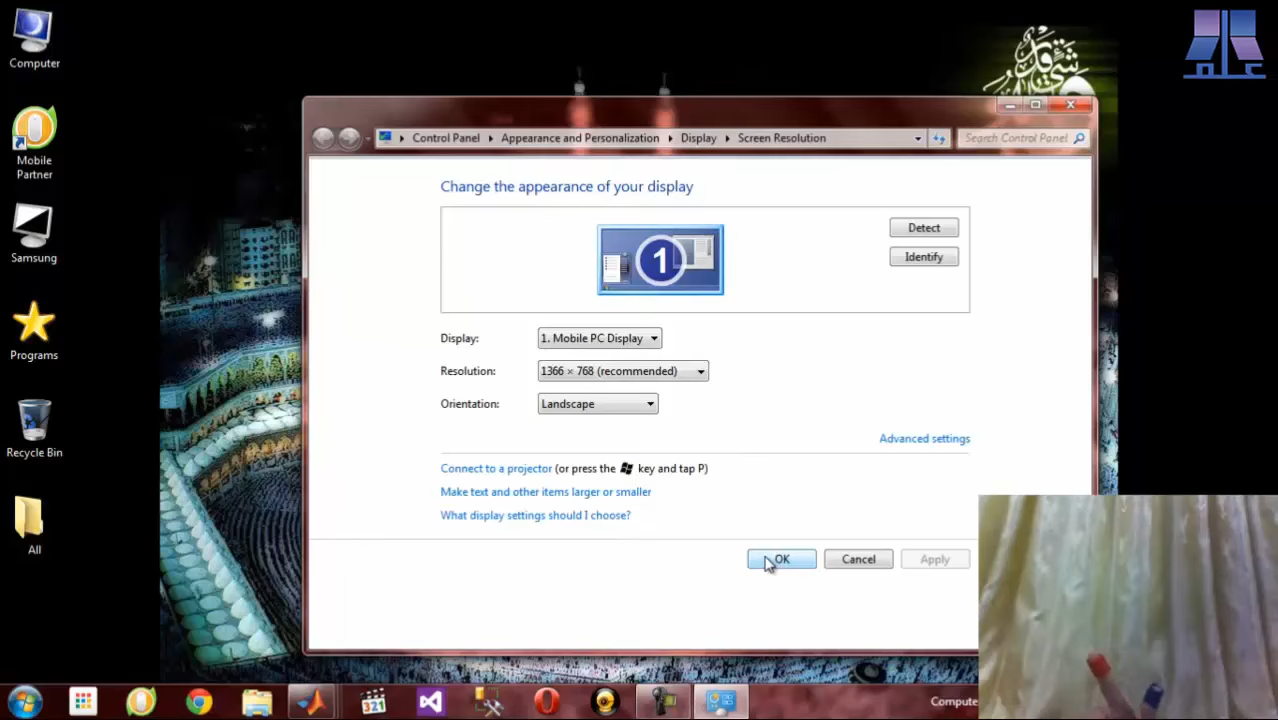 Computer
Mobile
Partner
Samsung
Programs
Recycle Bin
All
علم
Control Panel
Appearance and Personalization
Display
Screen Resolution
Search Control Panel
Change the appearance of your display
1
Detect
Identify
Display:
1. Mobile PC Display
Resolution:
1366 × 768 (recommended)
Orientation:
Landscape
Advanced settings
Connect to a projector (or press the key and tap P)
Make text and other items larger or smaller
What display settings should I choose?
OK
Cancel
Apply
321
Compute